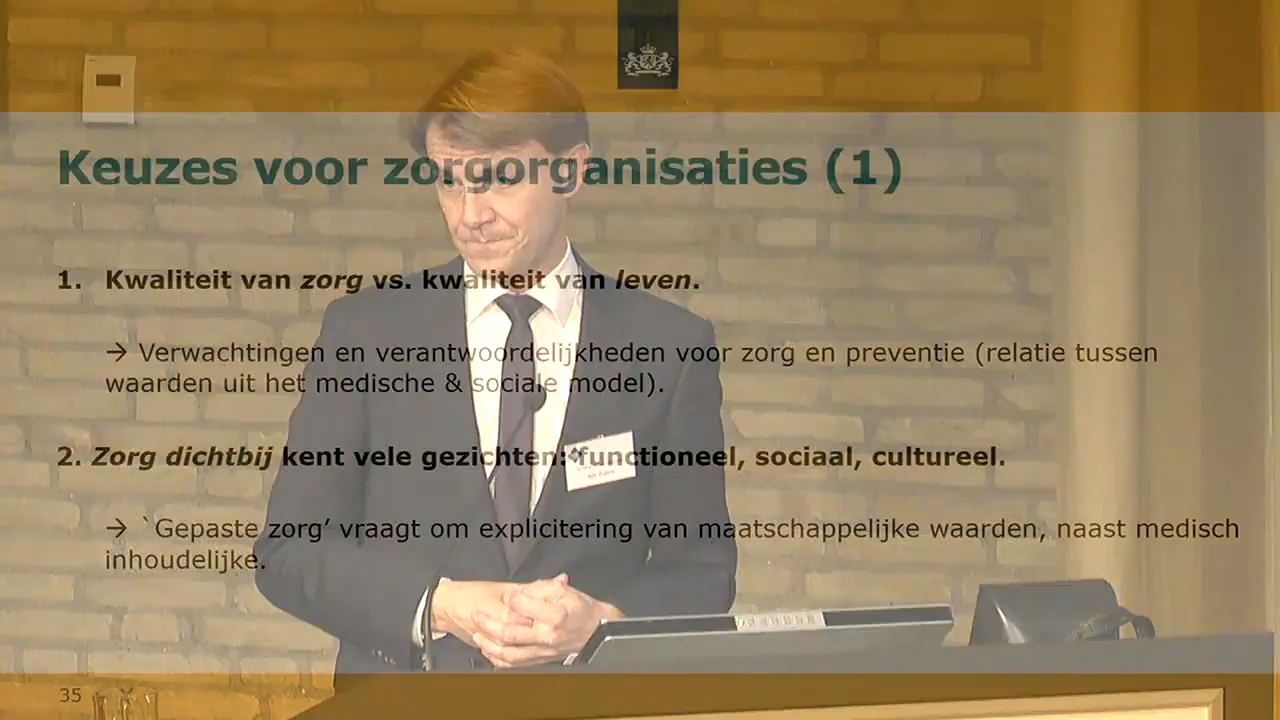 Keuzes voor zorgorganisaties (1)
1. Kwaliteit van zorg vs. kwaliteit van leven.
→ Verwachtingen en verantwoordelijkheden voor zorg en preventie (relatie tussen
waarden uit het medische & sociale model).
2. Zorg dichtbij kent vele gezichten: functioneel, sociaal, cultureel.
→ `Gepaste zorg’ vraagt om explicitering van maatschappelijke waarden, naast medisch
inhoudelijke.
35